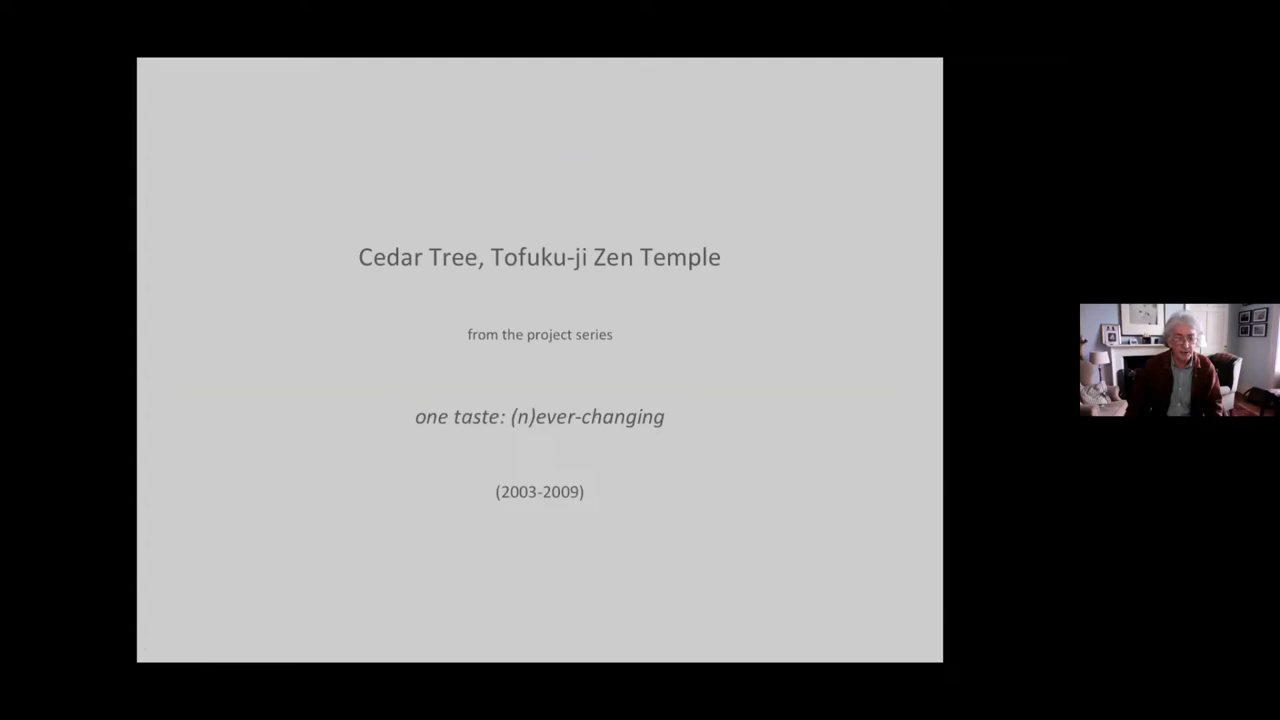 Cedar Tree, Tofuku-ji Zen Temple
from the project series
one taste: (n)ever-changing
(2003-2009)